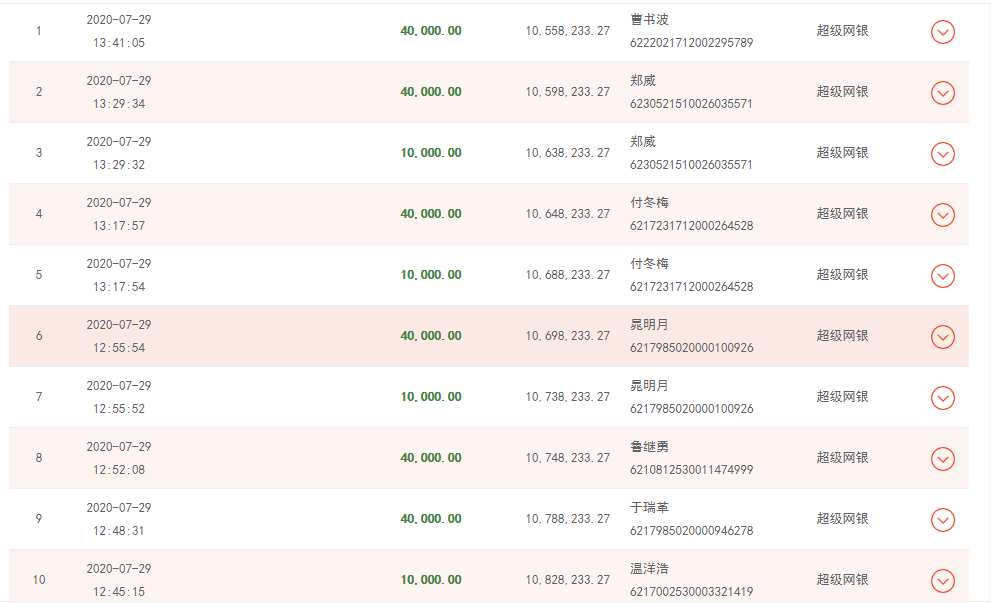 1 2020-07-29 13:41:05 40,000.00 10,558,233.27 曹书波 6222021712002295789 超级网银
2 2020-07-29 13:29:34 40,000.00 10,598,233.27 郑威 6230521510026035571 超级网银
3 2020-07-29 13:29:32 10,000.00 10,638,233.27 郑威 6230521510026035571 超级网银
4 2020-07-29 13:17:57 40,000.00 10,648,233.27 付冬梅 6217231712000264528 超级网银
5 2020-07-29 13:17:54 10,000.00 10,688,233.27 付冬梅 6217231712000264528 超级网银
6 2020-07-29 12:55:54 40,000.00 10,698,233.27 晁明月 6217985020000100926 超级网银
7 2020-07-29 12:55:52 10,000.00 10,738,233.27 晁明月 6217985020000100926 超级网银
8 2020-07-29 12:52:08 40,000.00 10,748,233.27 鲁继勇 6210812530011474999 超级网银
9 2020-07-29 12:48:31 40,000.00 10,788,233.27 于瑞革 6217985020000946278 超级网银
10 2020-07-29 12:45:15 10,000.00 10,828,233.27 温洋浩 6217002530003321419 超级网银